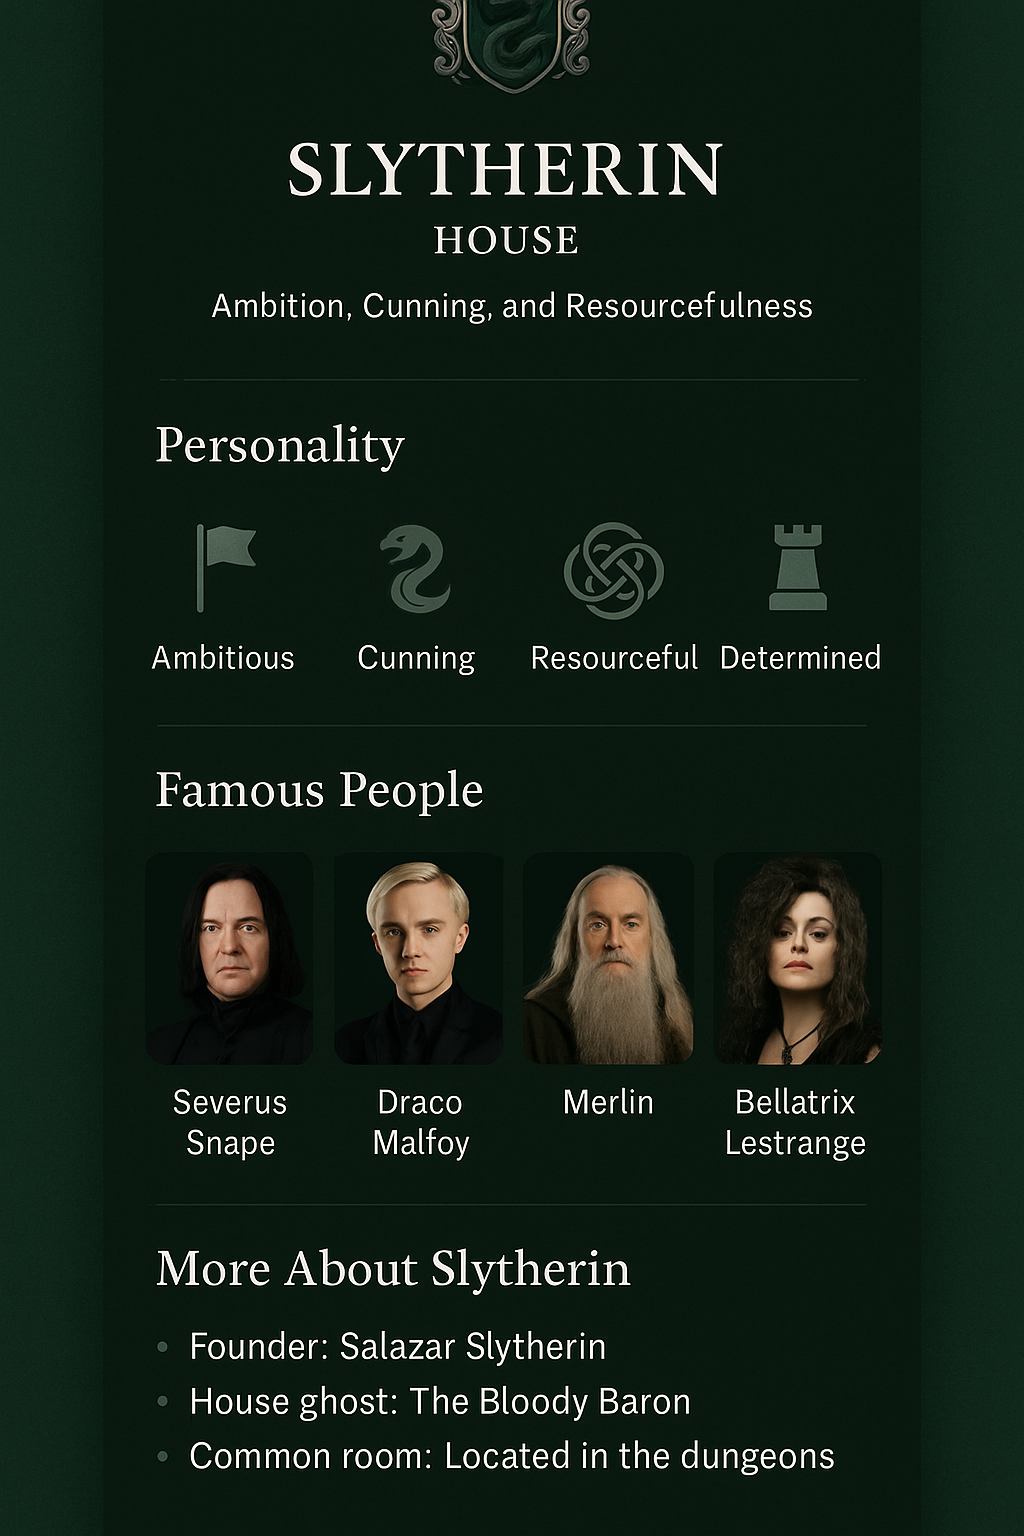 SLYTHERIN
HOUSE
Ambition, Cunning, and Resourcefulness
Personality
Ambitious Cunning Resourceful Determined
Famous People
Severus Snape
Draco Malfoy
Merlin
Bellatrix Lestrange
More About Slytherin
• Founder: Salazar Slytherin
• House ghost: The Bloody Baron
• Common room: Located in the dungeons